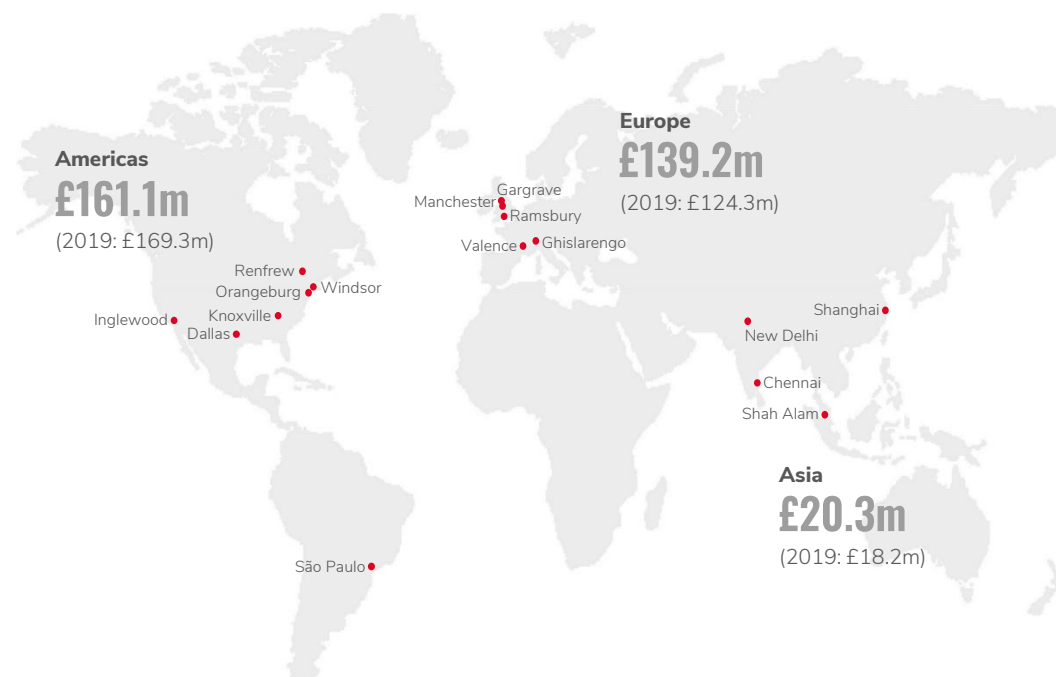 Americas
£161.1m
(2019: £169.3m)
Europe
£139.2m
(2019: £124.3m)
Gargrave
Manchester
Ramsbury
Valence
Ghislarengo
Renfrew
Windsor
Orangeburg
Knoxville
Inglewood
Dallas
Shanghai
New Delhi
Chennai
Shah Alam
Asia
£20.3m
(2019: £18.2m)
São Paulo